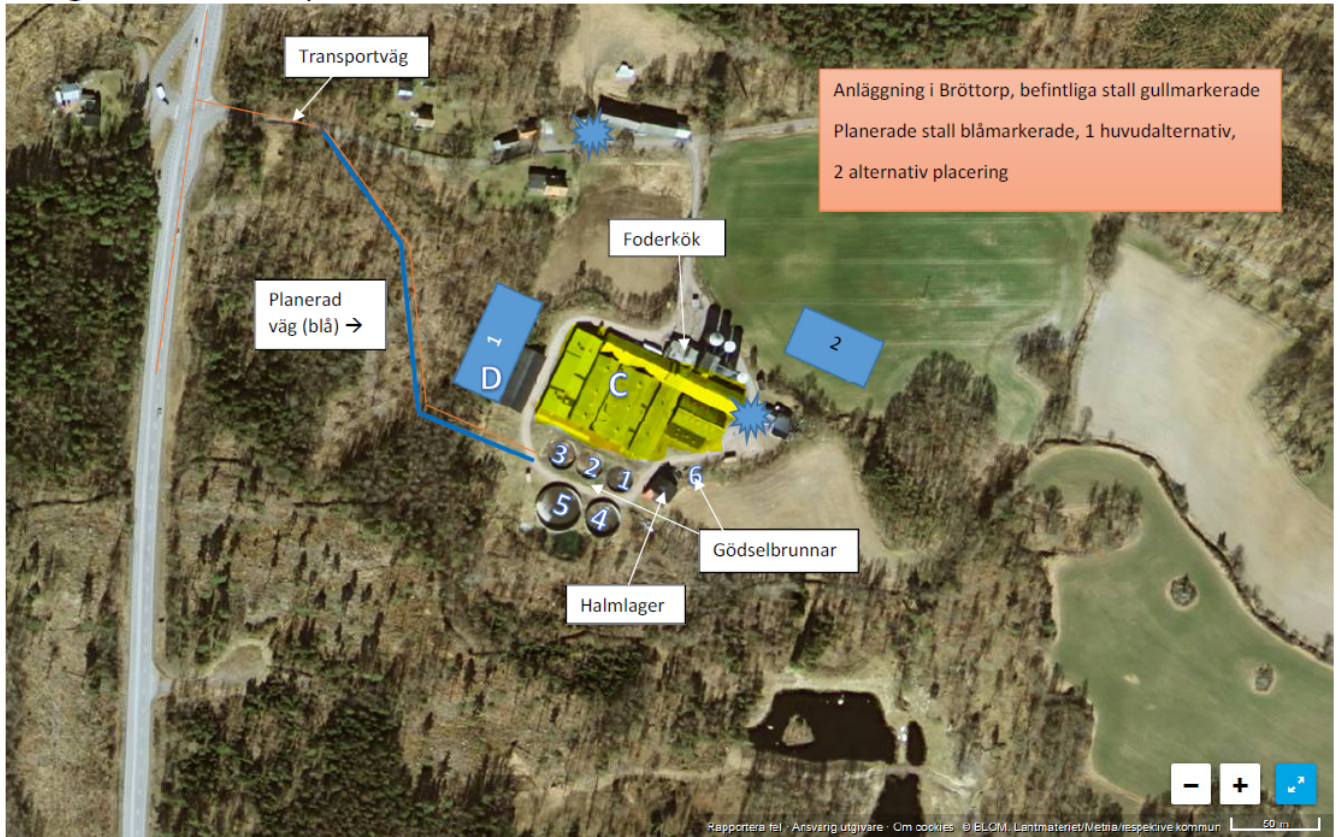 Transportväg
Anläggning i Bröttorp, befintliga stall gullmarkerade
Planerade stall blåmarkerade, 1 huvudalternativ,
2 alternativ placering
Foderkök
Planerad
väg (blå) →
1
2
D
C
3
2
1
6
5
4
Gödselbrunnar
Halmlager
− +
Rapportera fel · Ansvarig utgivare · Om cookies © BLOM, Lantmäteriet/Metria/respektive kommun 50 m